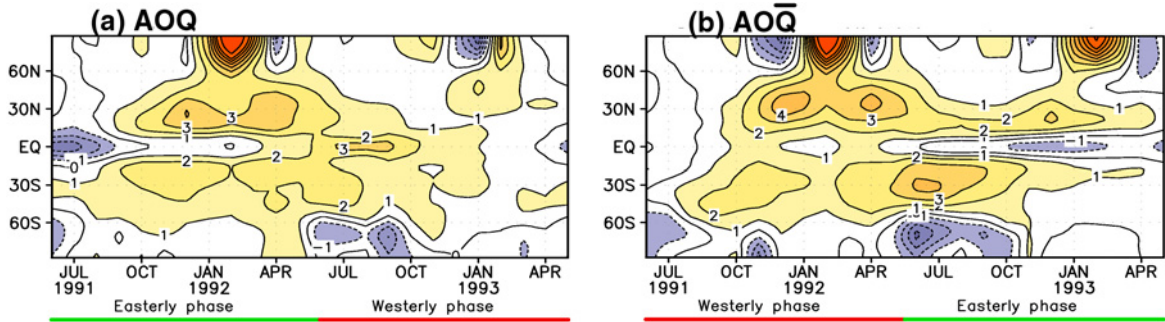 (a) AOQ
60N
30N
EQ
30S
60S
3
3
1
2
3
2
2
2
2
1
1
0
1
2
1
1
−1
JUL
OCT
JAN
APR
JUL
OCT
JAN
APR
1991
1992
1993
Easterly phase
Westerly phase
(b) AOQ̅
60N
30N
EQ
30S
60S
4
3
2
2
1
2
1
2
−1
1
1
3
2
1
JUL
OCT
JAN
APR
JUL
OCT
JAN
APR
1991
1992
1993
Westerly phase
Easterly phase